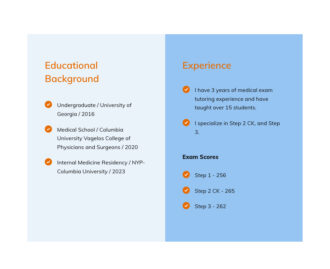 Educational
Background
Undergraduate / University of
Georgia / 2016
Medical School / Columbia
University Vagelos College of
Physicians and Surgeons / 2020
Internal Medicine Residency / NYP-
Columbia University / 2023
Experience
I have 3 years of medical exam
tutoring experience and have
taught over 15 students.
I specialize in Step 2 CK, and Step
3.
Exam Scores
Step 1 - 256
Step 2 CK - 265
Step 3 - 262